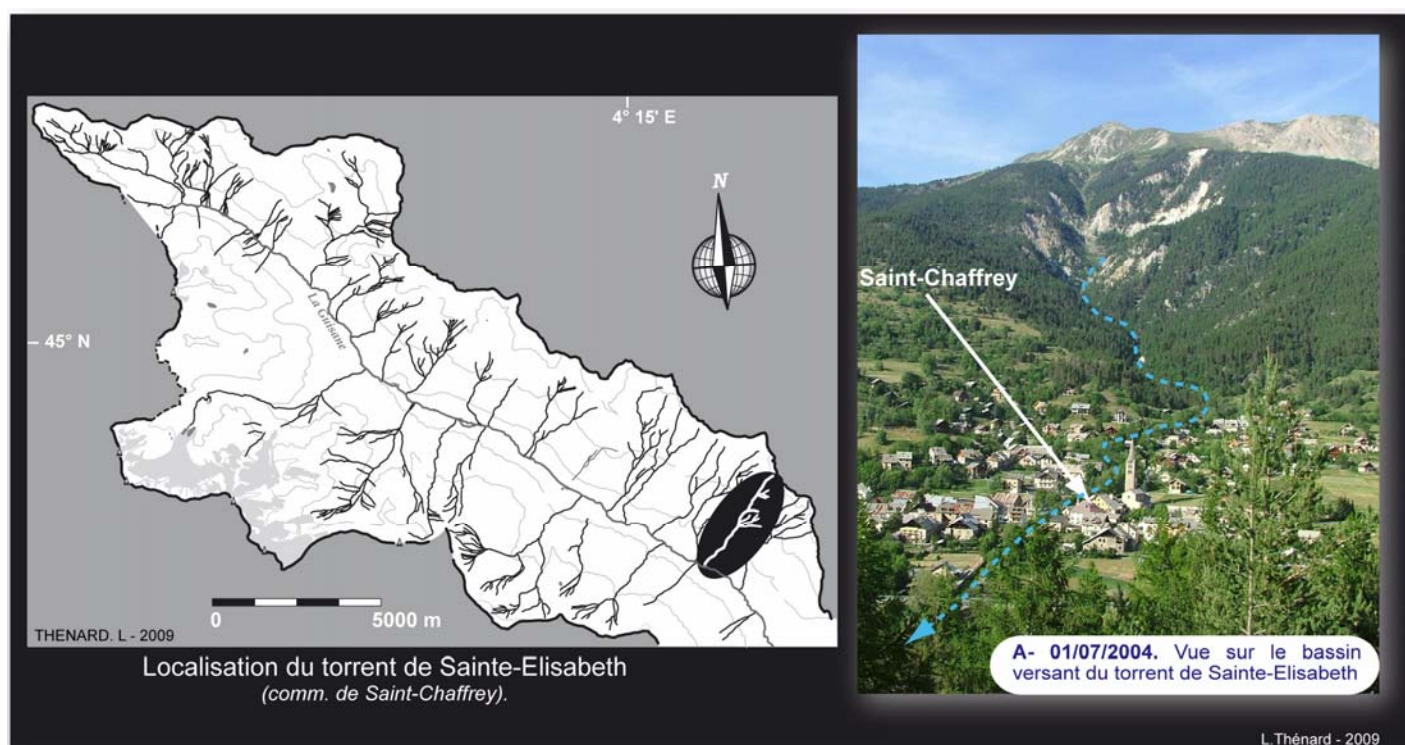 4° 15' E
N
45° N
La Guisane
0 5000 m
THENARD. L - 2009
Localisation du torrent de Sainte-Elisabeth
(comm. de Saint-Chaffrey).
Saint-Chaffrey
A- 01/07/2004. Vue sur le bassin
versant du torrent de Sainte-Elisabeth
L.Thénard - 2009